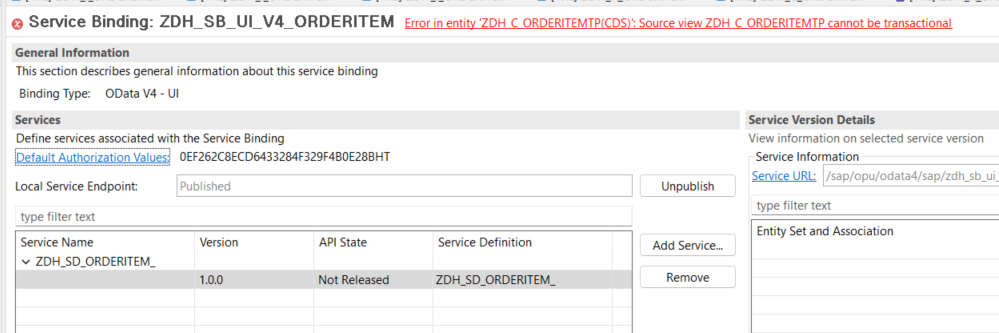 Service Binding: ZDH_SB_UI_V4_ORDERITEM
Error in entity 'ZDH_C_ORDERITEMTP(CDS)'; Source view ZDH_C_ORDERITEMTP cannot be transactional
General Information
This section describes general information about this service binding
Binding Type: OData V4 - UI
Services
Define services associated with the Service Binding
Default Authorization Values: 0EF262C8ECD6433284F329F4B0E28BHT
Local Service Endpoint: Published
Unpublish
type filter text
Service Name Version API State Service Definition
ZDH_SD_ORDERITEM_
1.0.0 Not Released ZDH_SD_ORDERITEM_
Add Service...
Remove
Service Version Details
View information on selected service version
Service Information
Service URL: /sap/opu/odata4/sap/zdh_sb_ui_
type filter text
Entity Set and Association